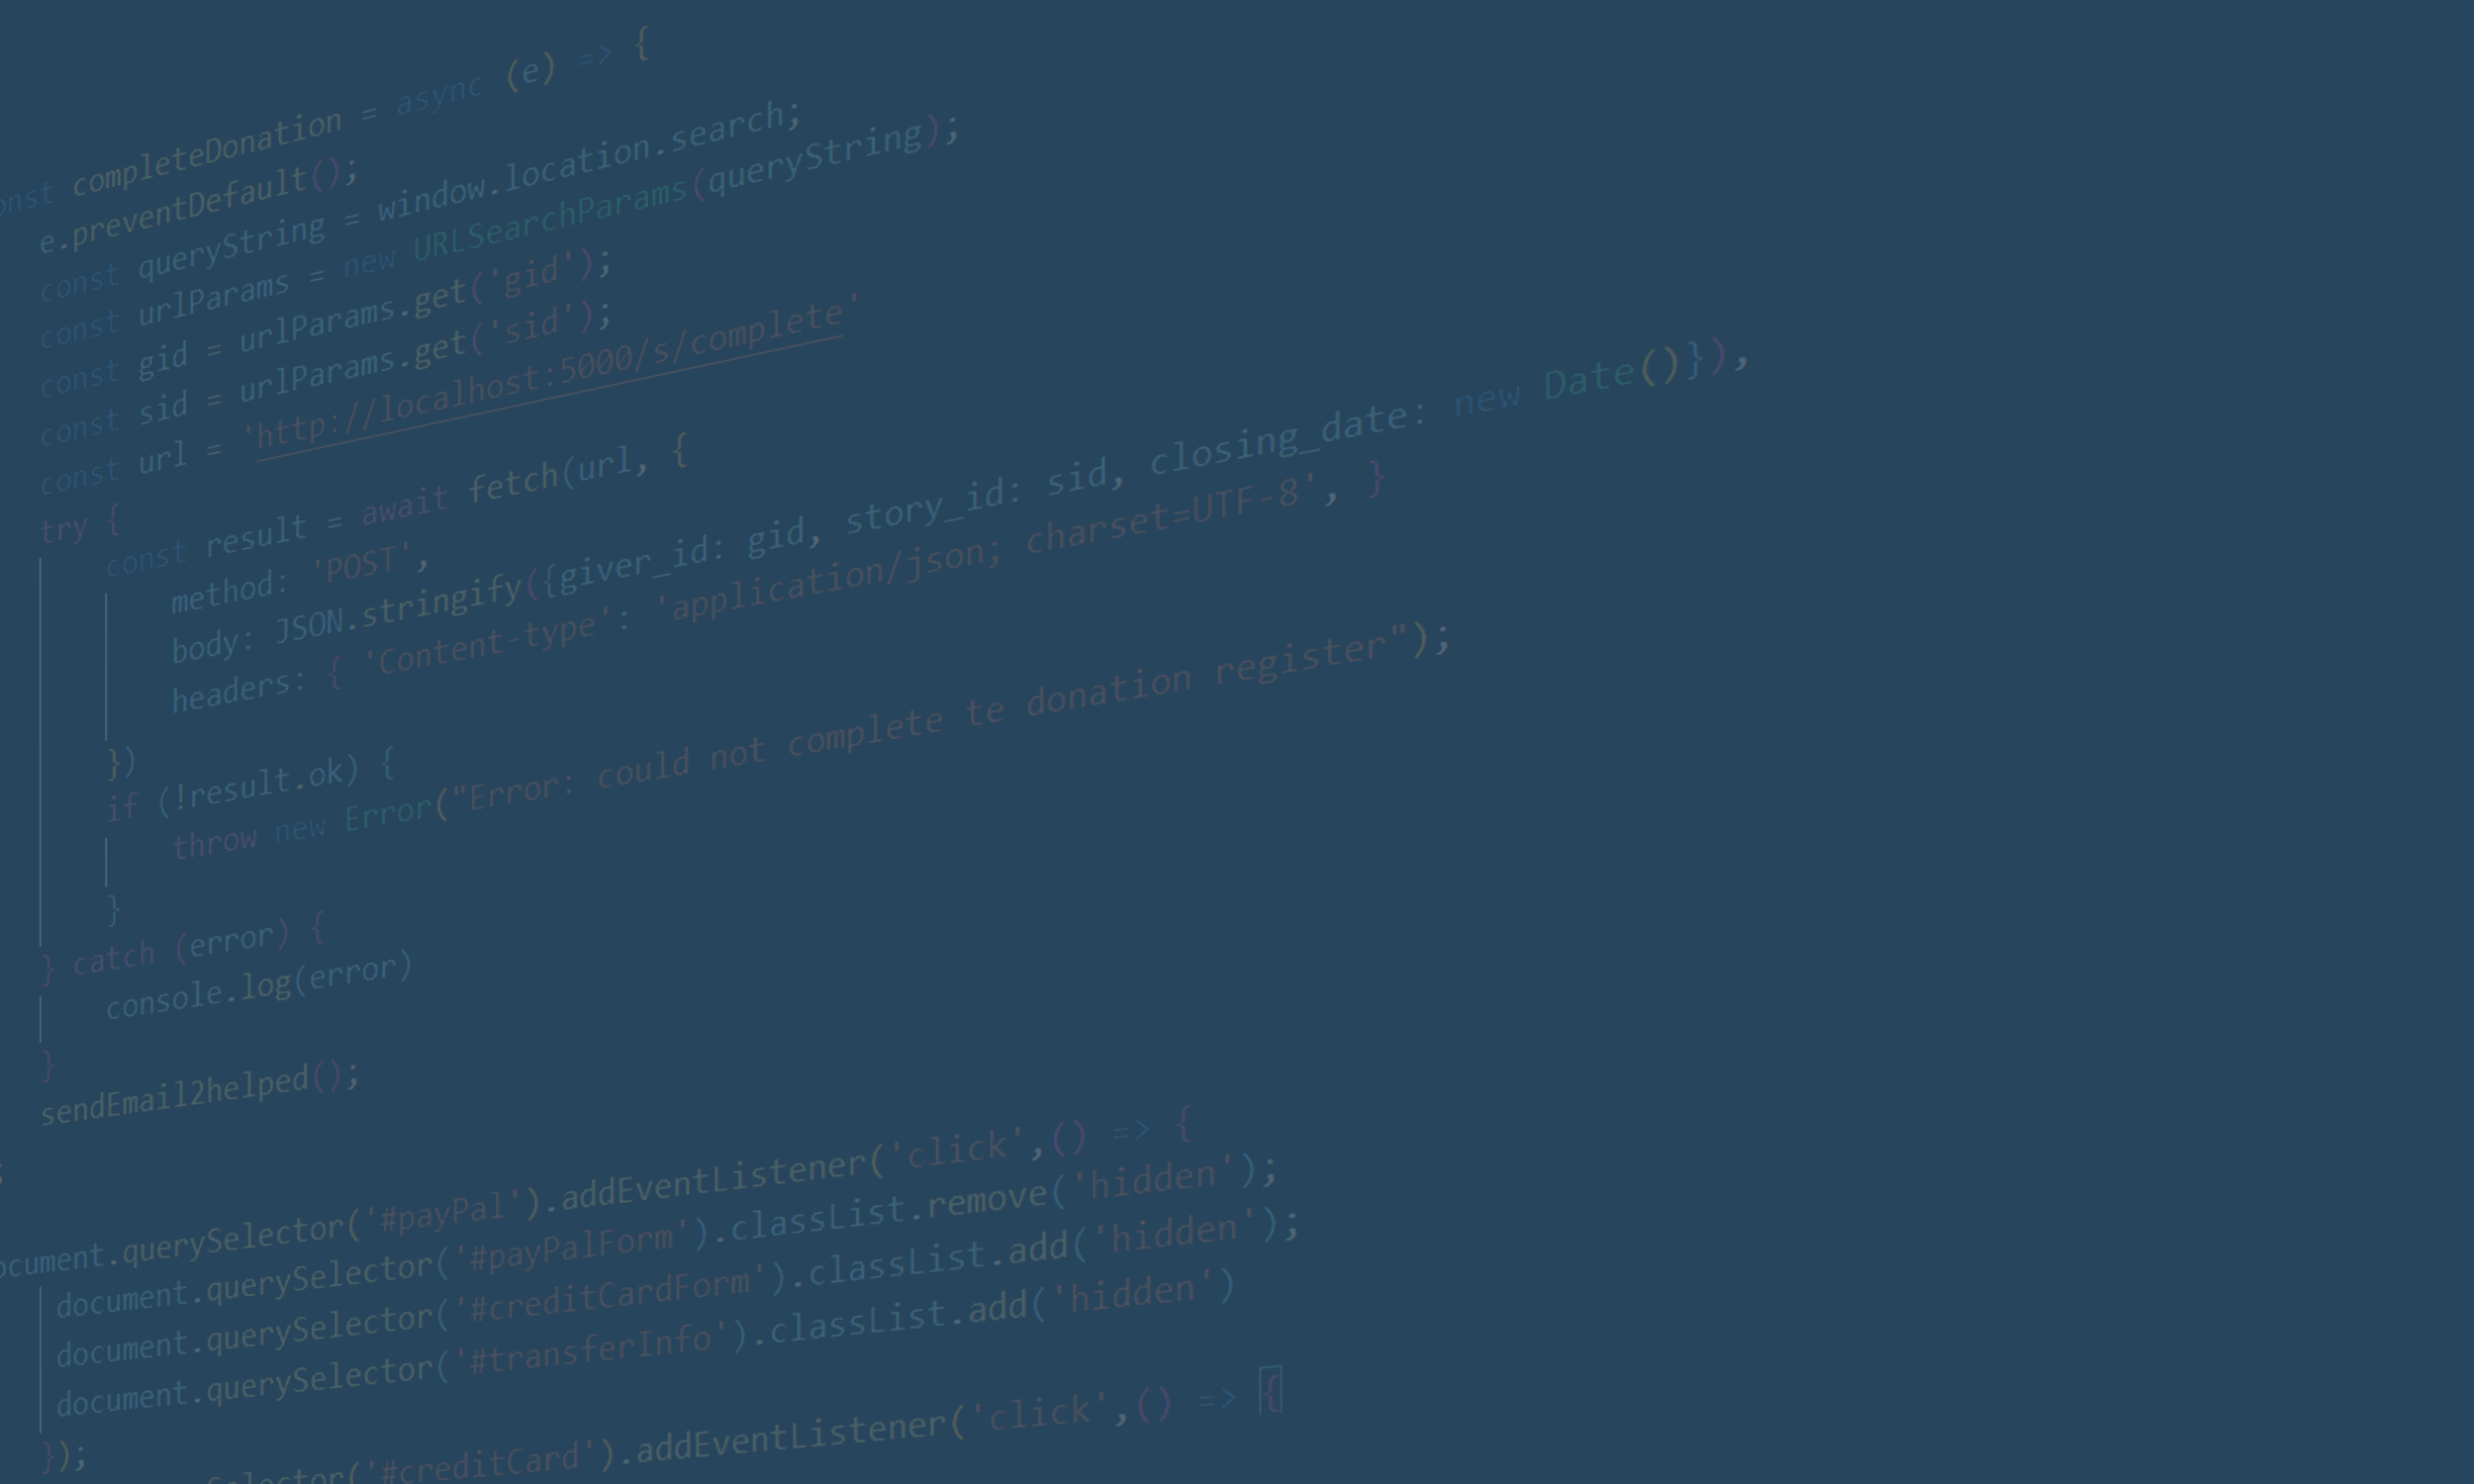 onst completeDonation = async (e) => {
e.preventDefault();
const queryString = window.location.search;
const urlParams = new URLSearchParams(queryString);
const gid = urlParams.get('gid');
const sid = urlParams.get('sid');
const url = 'http://localhost:5000/s/complete'
try {
const result = await fetch(url, {
method: 'POST',
body: JSON.stringify({giver_id: gid, story_id: sid, closing_date: new Date()}),
headers: { 'Content-type': 'application/json; charset=UTF-8', }
})
if (!result.ok) {
throw new Error("Error: could not complete te donation register");
}
} catch (error) {
console.log(error)
}
sendEmail2helped();
;
ocument.querySelector('#payPal').addEventListener('click',() => {
document.querySelector('#payPalForm').classList.remove('hidden');
document.querySelector('#creditCardForm').classList.add('hidden');
document.querySelector('#transferInfo').classList.add('hidden')
});
Selector('#creditCard').addEventListener('click',() => {